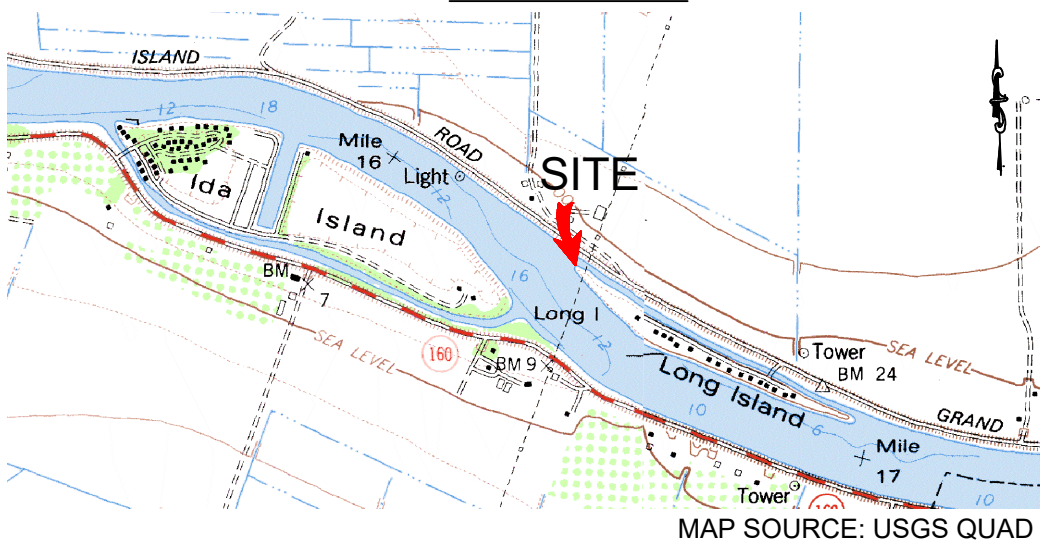 ISLAND
12
18
ROAD
Mile
16
Light
12
SITE
Ida
Island
BM
7
16
Long I
12
SEA LEVEL
160
BM 9
Tower
BM 24
SEA LEVEL
Long Island
10
6
GRAND
Mile
17
Tower
160
10
MAP SOURCE: USGS QUAD